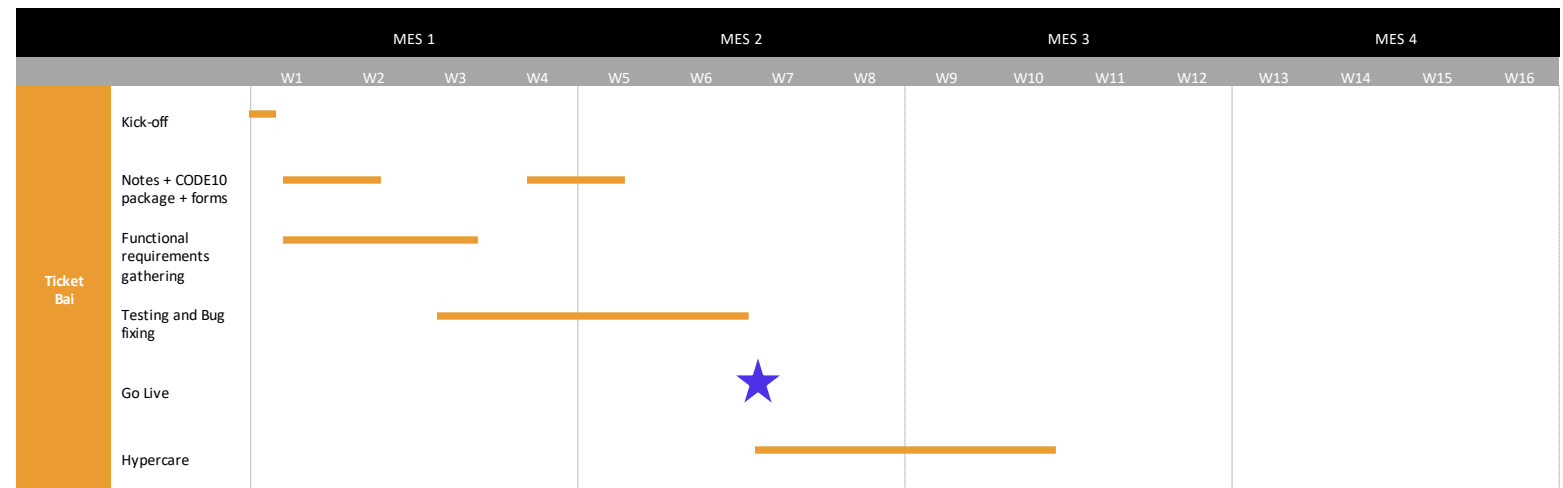 MES 1 MES 2 MES 3 MES 4
W1 W2 W3 W4 W5 W6 W7 W8 W9 W10 W11 W12 W13 W14 W15 W16
Ticket
Bai
Kick-off
Notes + CODE10
package + forms
Functional
requirements
gathering
Testing and Bug
fixing
Go Live
Hypercare